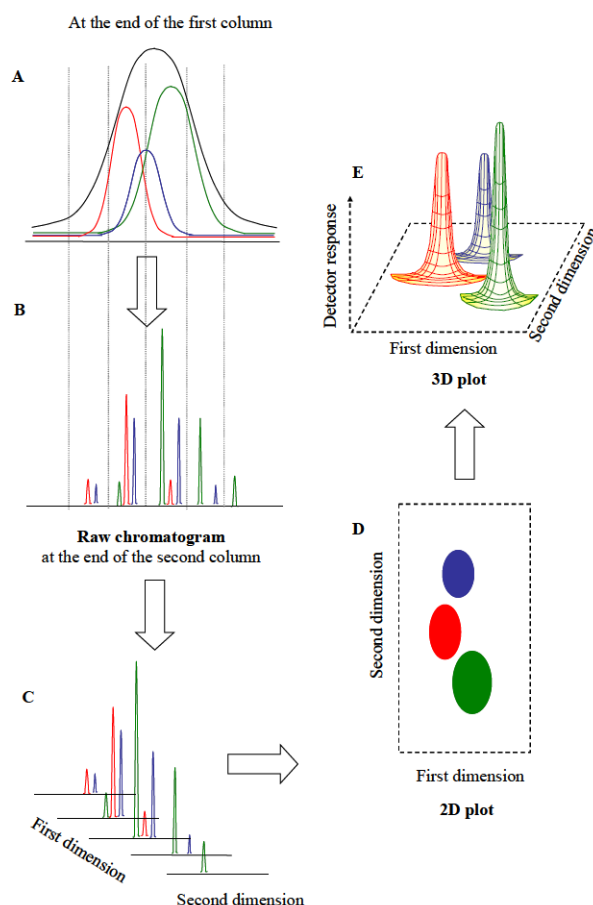 At the end of the first column
A
B
Raw chromatogram
at the end of the second column
C
First dimension
Second dimension
E
Detector response
First dimension
Second dimension
3D plot
D
Second dimension
First dimension
2D plot